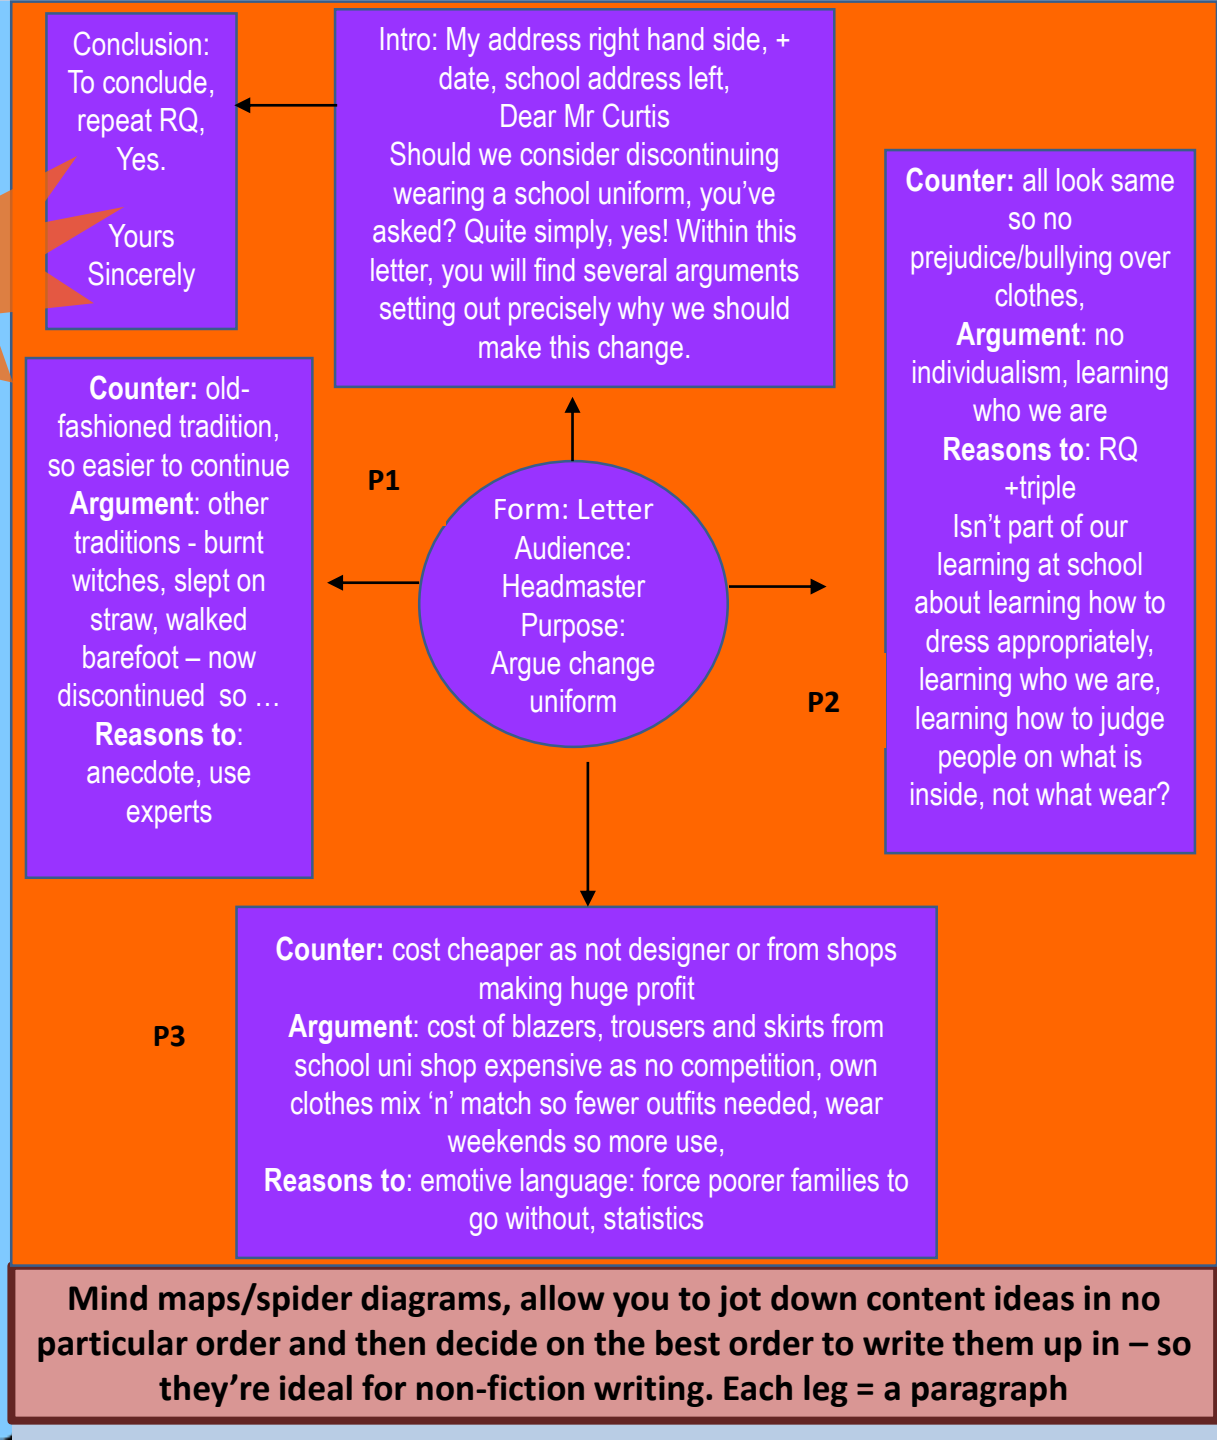 Conclusion:
To conclude,
repeat RQ,
Yes.
Yours
Sincerely
Intro: My address right hand side, +
date, school address left,
Dear Mr Curtis
Should we consider discontinuing
wearing a school uniform, you’ve
asked? Quite simply, yes! Within this
letter, you will find several arguments
setting out precisely why we should
make this change.
Counter: all look same
so no
prejudice/bullying over
clothes,
Argument: no
individualism, learning
who we are
Reasons to: RQ
+triple
Isn’t part of our
learning at school
about learning how to
dress appropriately,
learning who we are,
learning how to judge
people on what is
inside, not what wear?
Counter: old-
fashioned tradition,
so easier to continue
Argument: other
traditions - burnt
witches, slept on
straw, walked
barefoot – now
discontinued so …
Reasons to:
anecdote, use
experts
P1
Form: Letter
Audience:
Headmaster
Purpose:
Argue change
uniform
P2
P3
Counter: cost cheaper as not designer or from shops
making huge profit
Argument: cost of blazers, trousers and skirts from
school uni shop expensive as no competition, own
clothes mix ‘n’ match so fewer outfits needed, wear
weekends so more use,
Reasons to: emotive language: force poorer families to
go without, statistics
Mind maps/spider diagrams, allow you to jot down content ideas in no
particular order and then decide on the best order to write them up in – so
they’re ideal for non-fiction writing. Each leg = a paragraph